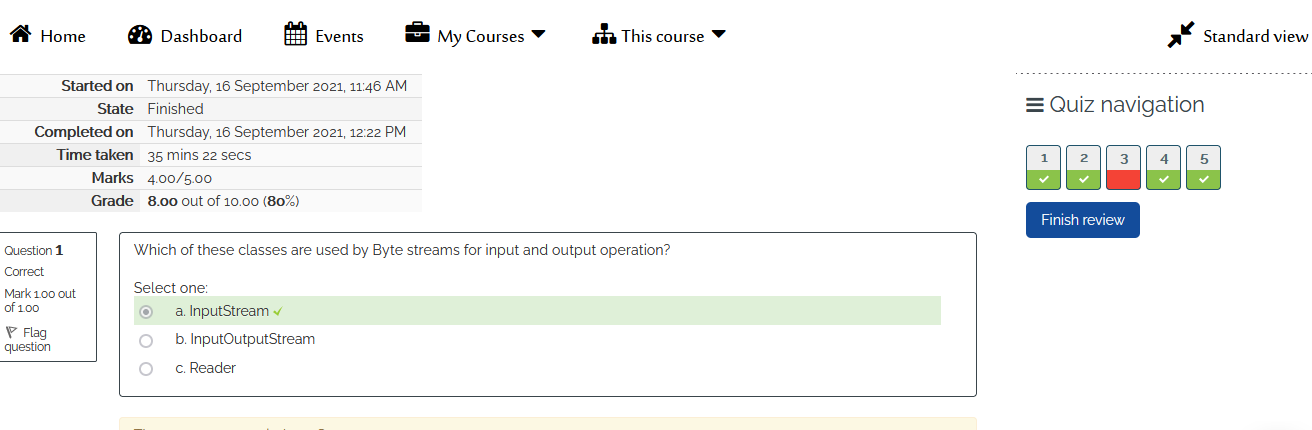 Home Dashboard Events My Courses This course Standard view
Started on Thursday, 16 September 2021, 11:46 AM
State Finished
Completed on Thursday, 16 September 2021, 12:22 PM
Time taken 35 mins 22 secs
Marks 4.00/5.00
Grade 8.00 out of 10.00 (80%)
Quiz navigation
1 2 3 4 5
Finish review
Question 1
Correct
Mark 1.00 out
of 1.00
Flag
question
Which of these classes are used by Byte streams for input and output operation?
Select one:
a. InputStream
b. InputOutputStream
c. Reader